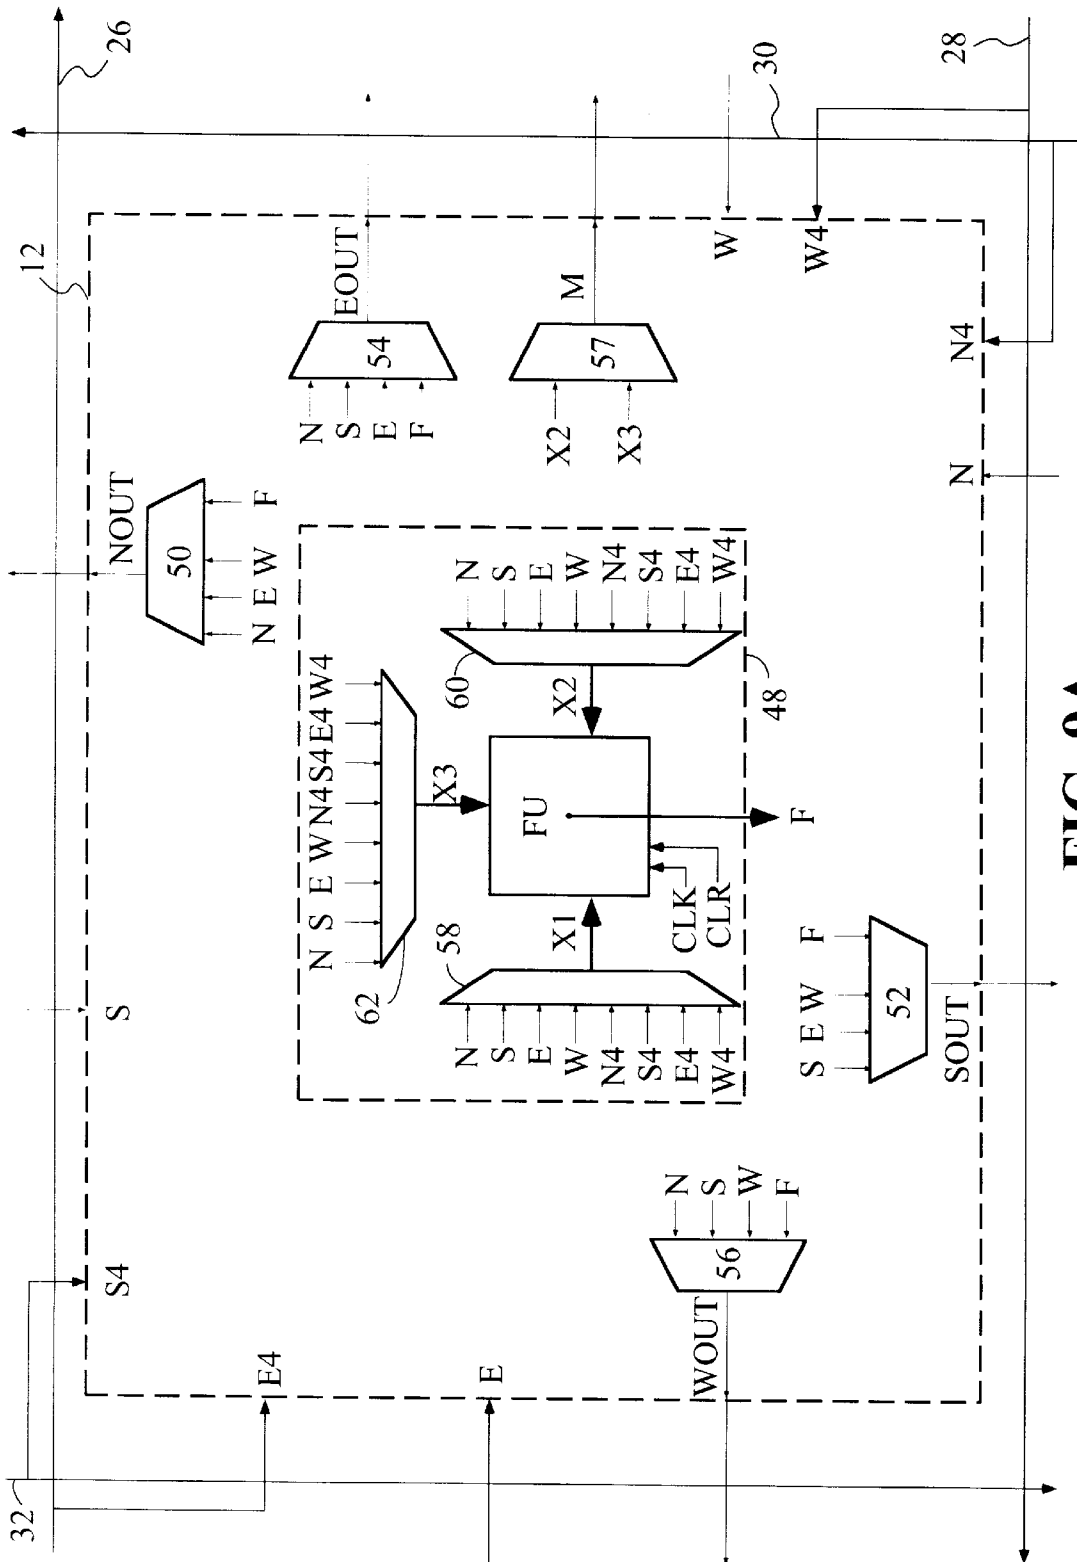 32
26
S4
S
12
E4
NOUT
50
N E W F
N S E W N4 S4 E4 W4
62
X3
EOUT
54
N
S
E
F
E
58
60
N
S
E
W
N4
S4
E4
W4
X1
FU
X2
N
S
E
W
N4
S4
E4
W4
M
57
X2
X3
CLK
CLR
F
48
WOUT
56
N
S
W
F
W
30
W4
S E W F
52
SOUT
N
N4
28
FIG.